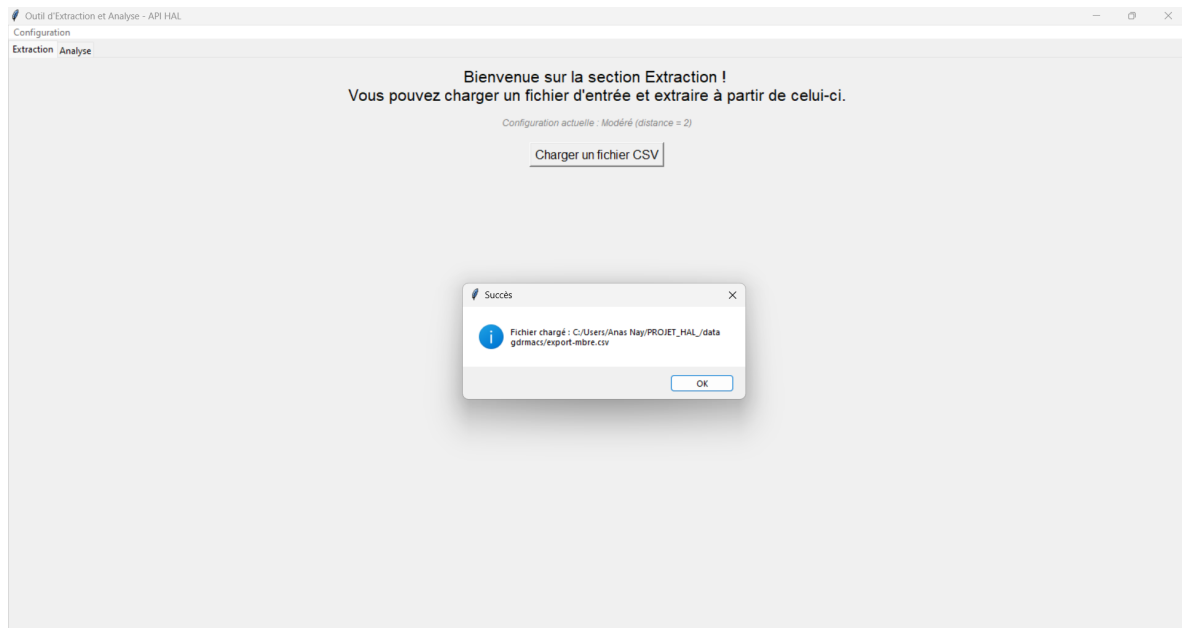 Outil d'Extraction et Analyse - API HAL
Configuration
Extraction Analyse
Bienvenue sur la section Extraction !
Vous pouvez charger un fichier d'entrée et extraire à partir de celui-ci.
Configuration actuelle : Modéré (distance = 2)
Charger un fichier CSV
Succès
Fichier chargé : C:/Users/Anas Nay/PROJET_HAL_/data
gdrmacs/export-mbre.csv
OK